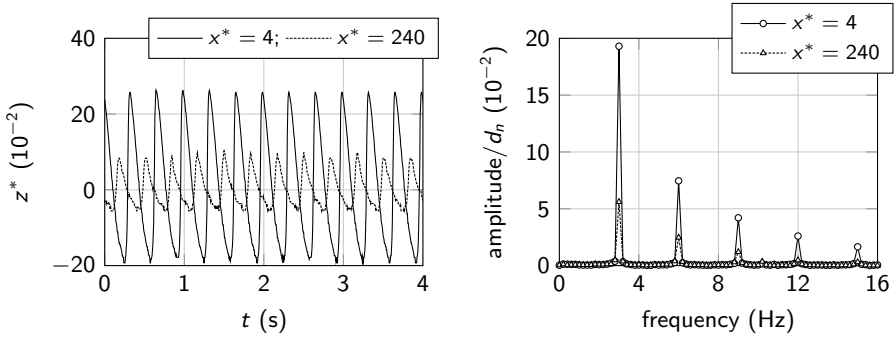 x* = 4; x* = 240
z* (10⁻²)
40
20
0
−20
0 1 2 3 4
t (s)
x* = 4
x* = 240
amplitude/dₙ (10⁻²)
20
15
10
5
0
0 4 8 12 16
frequency (Hz)